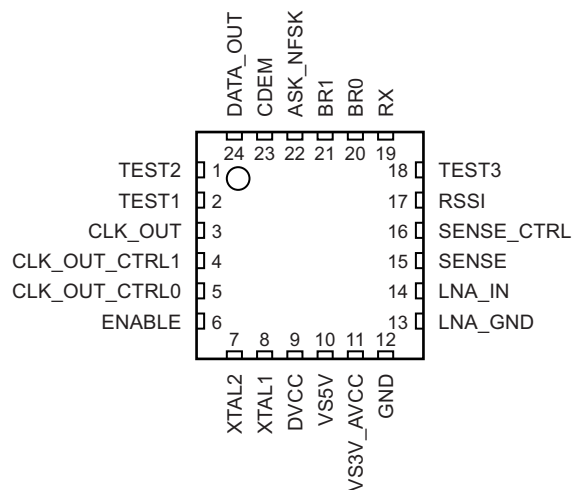 DATA_OUT
CDEM
ASK_NFSK
BR1
BR0
RX
24 23 22 21 20 19
TEST2 1 18 TEST3
TEST1 2 17 RSSI
CLK_OUT 3 16 SENSE_CTRL
CLK_OUT_CTRL1 4 15 SENSE
CLK_OUT_CTRL0 5 14 LNA_IN
ENABLE 6 13 LNA_GND
7 8 9 10 11 12
XTAL2
XTAL1
DVCC
VS5V
VS3V_AVCC
GND